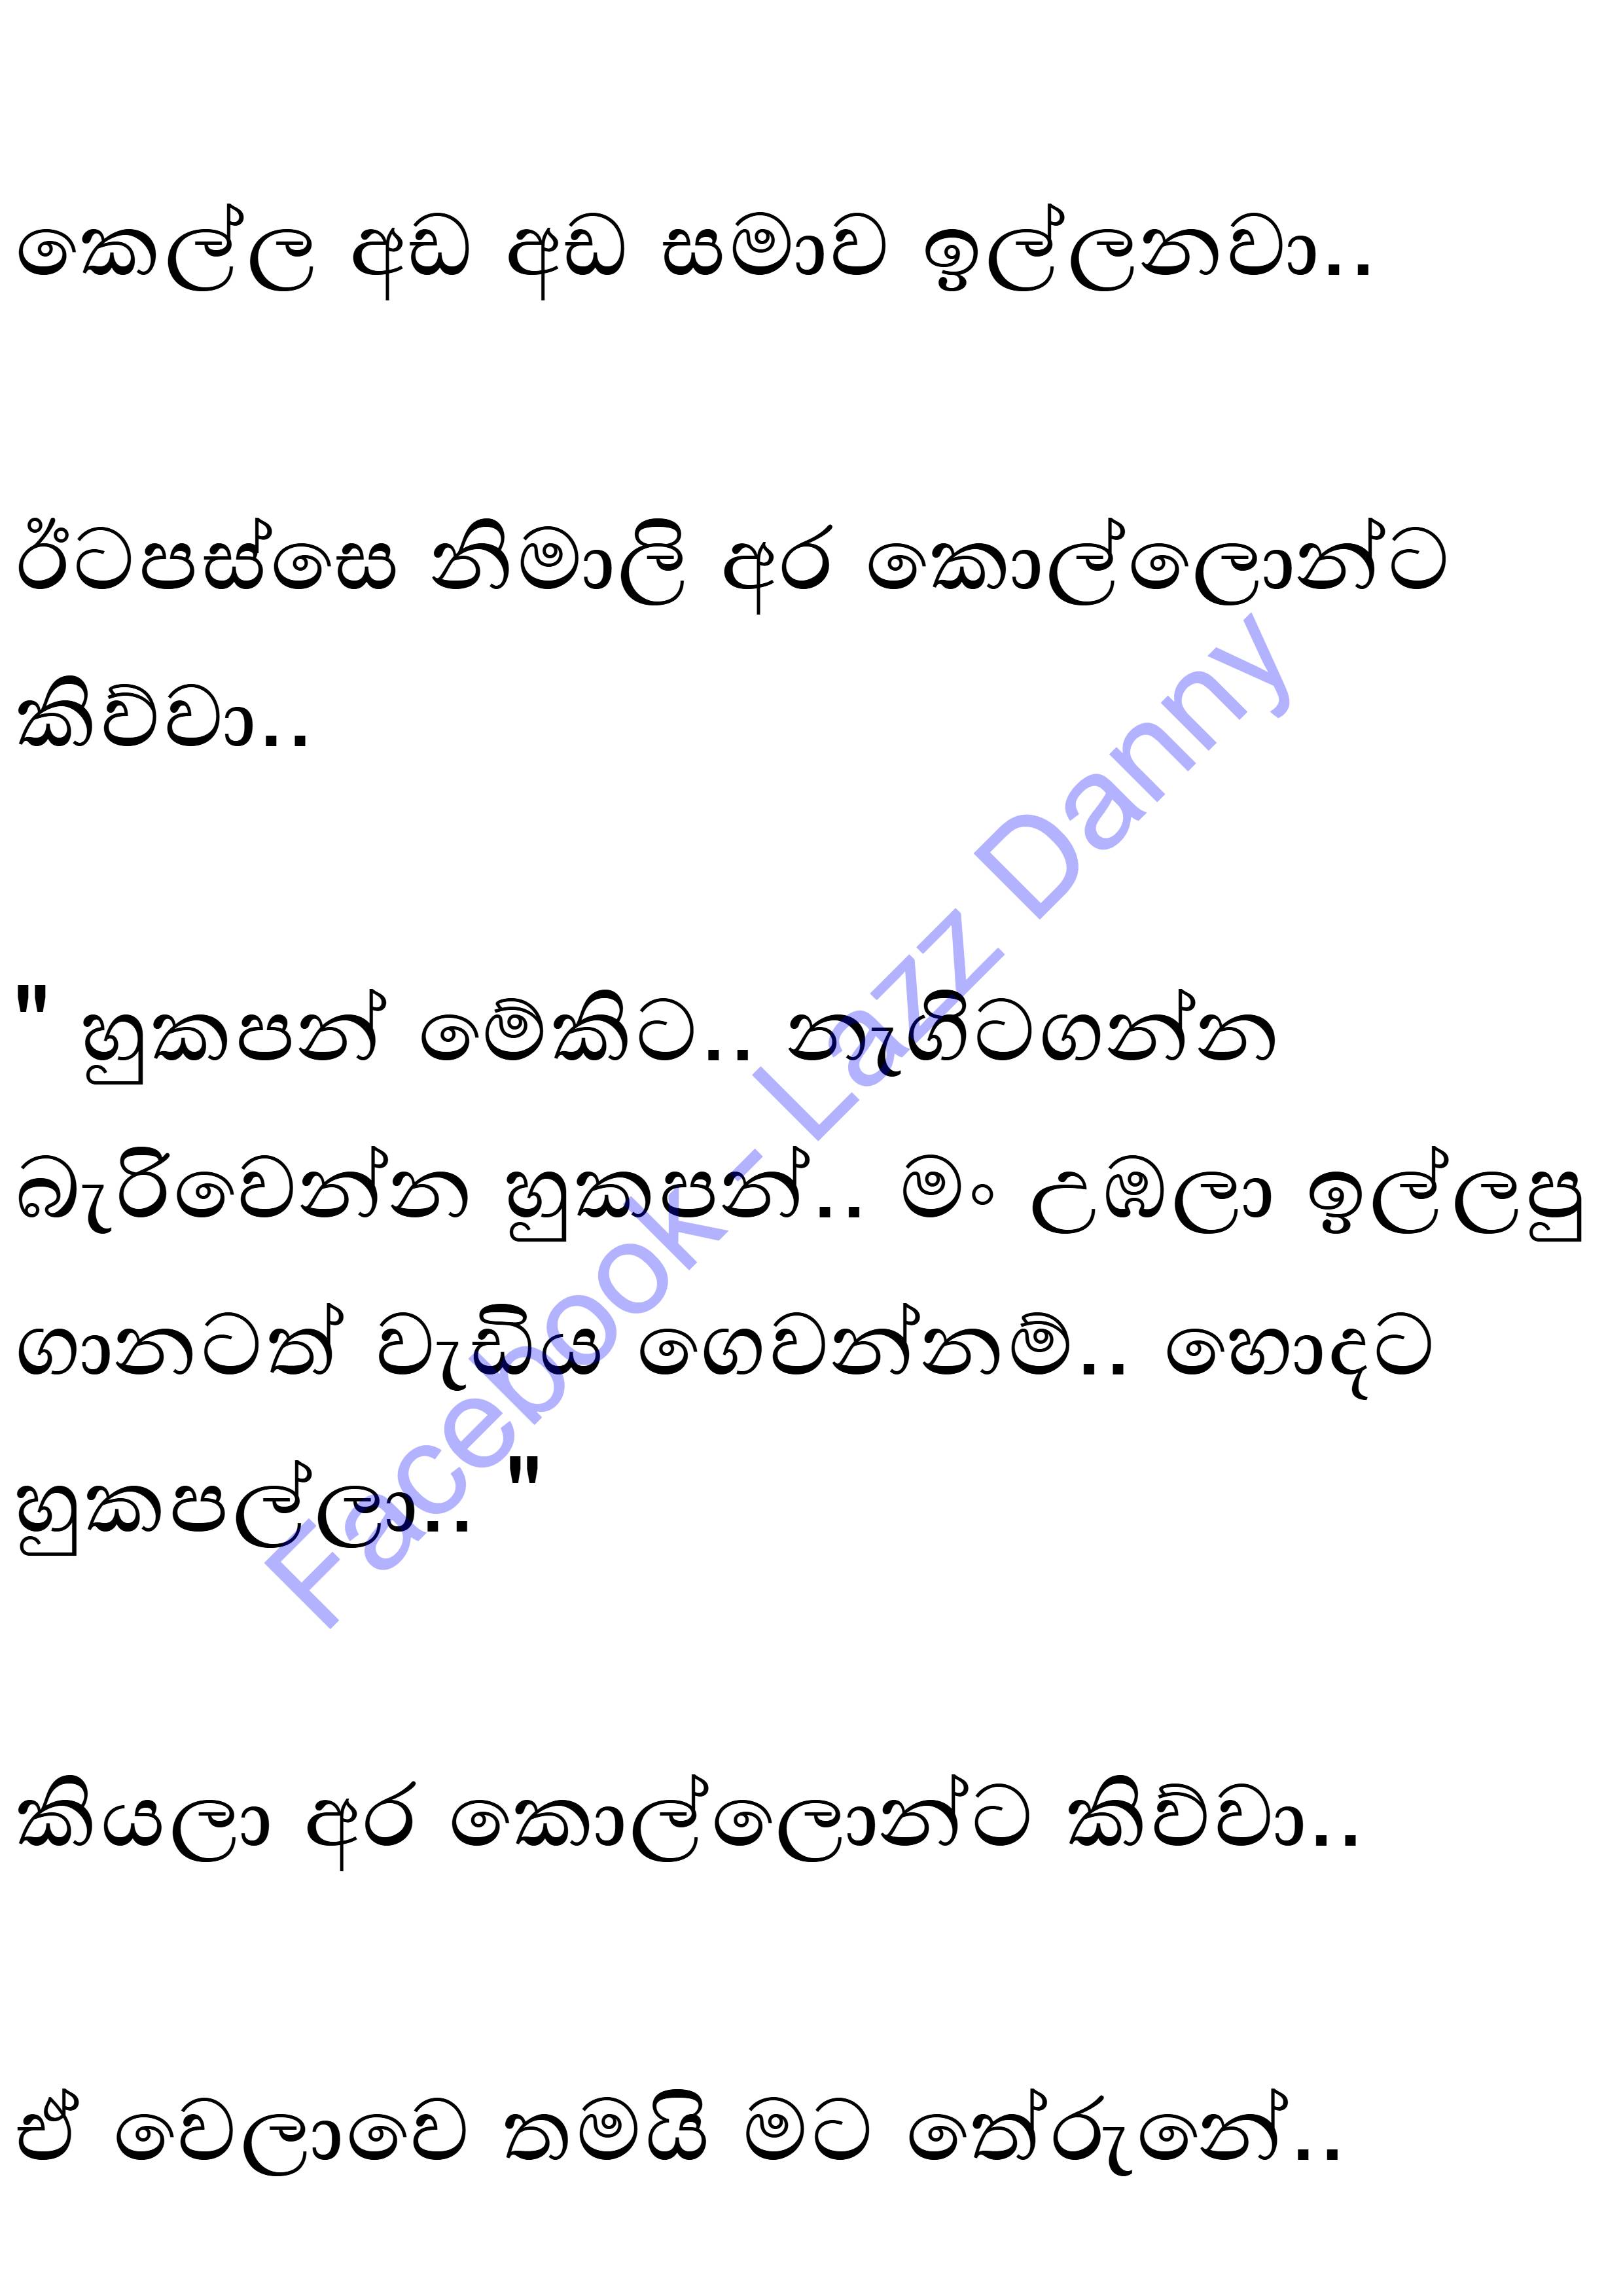 කෙල්ල අඩ අඩ සමාව ඉල්ලනවා..
ඊටපස්සෙ නිමාලි අර කොල්ලොන්ට
කිව්වා..
" හුකපන් මේකිට.. නැගිටගන්න
බැරිවෙන්න හුකපන්.. මං උඹලා ඉල්ලපු
ගානටත් වැඩිය ගෙවන්නම්.. හොදට
හුකපල්ලා.. "
කියලා අර කොල්ලොන්ට කිව්වා..
ඒ වෙලාවෙ තමයි මට තේරුනේ..
Facebook - Lazz Danny